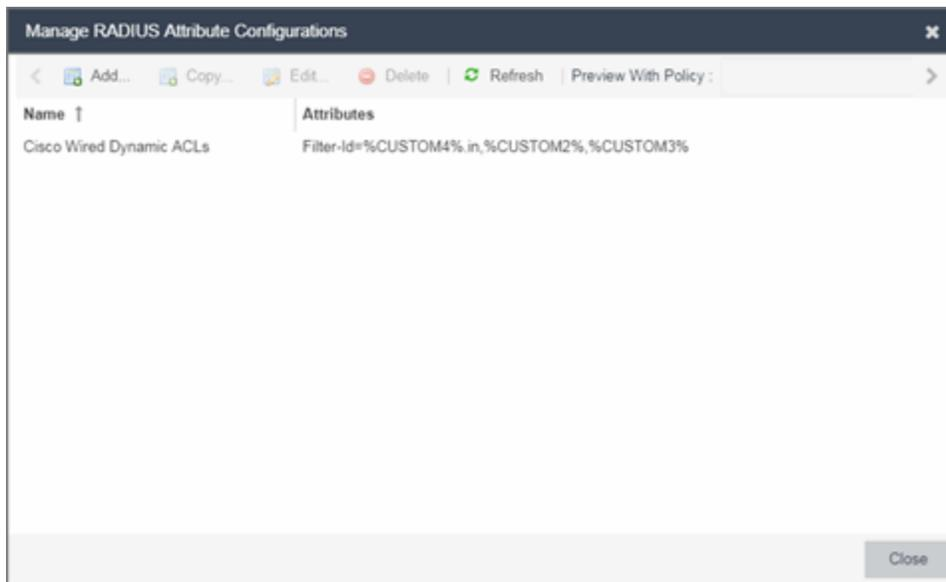 Manage RADIUS Attribute Configurations
Add... Copy... Edit... Delete Refresh Preview With Policy :
Name Attributes
Cisco Wired Dynamic ACLs Filter-Id=%CUSTOM4%.in,%CUSTOM2%,%CUSTOM3%
Close